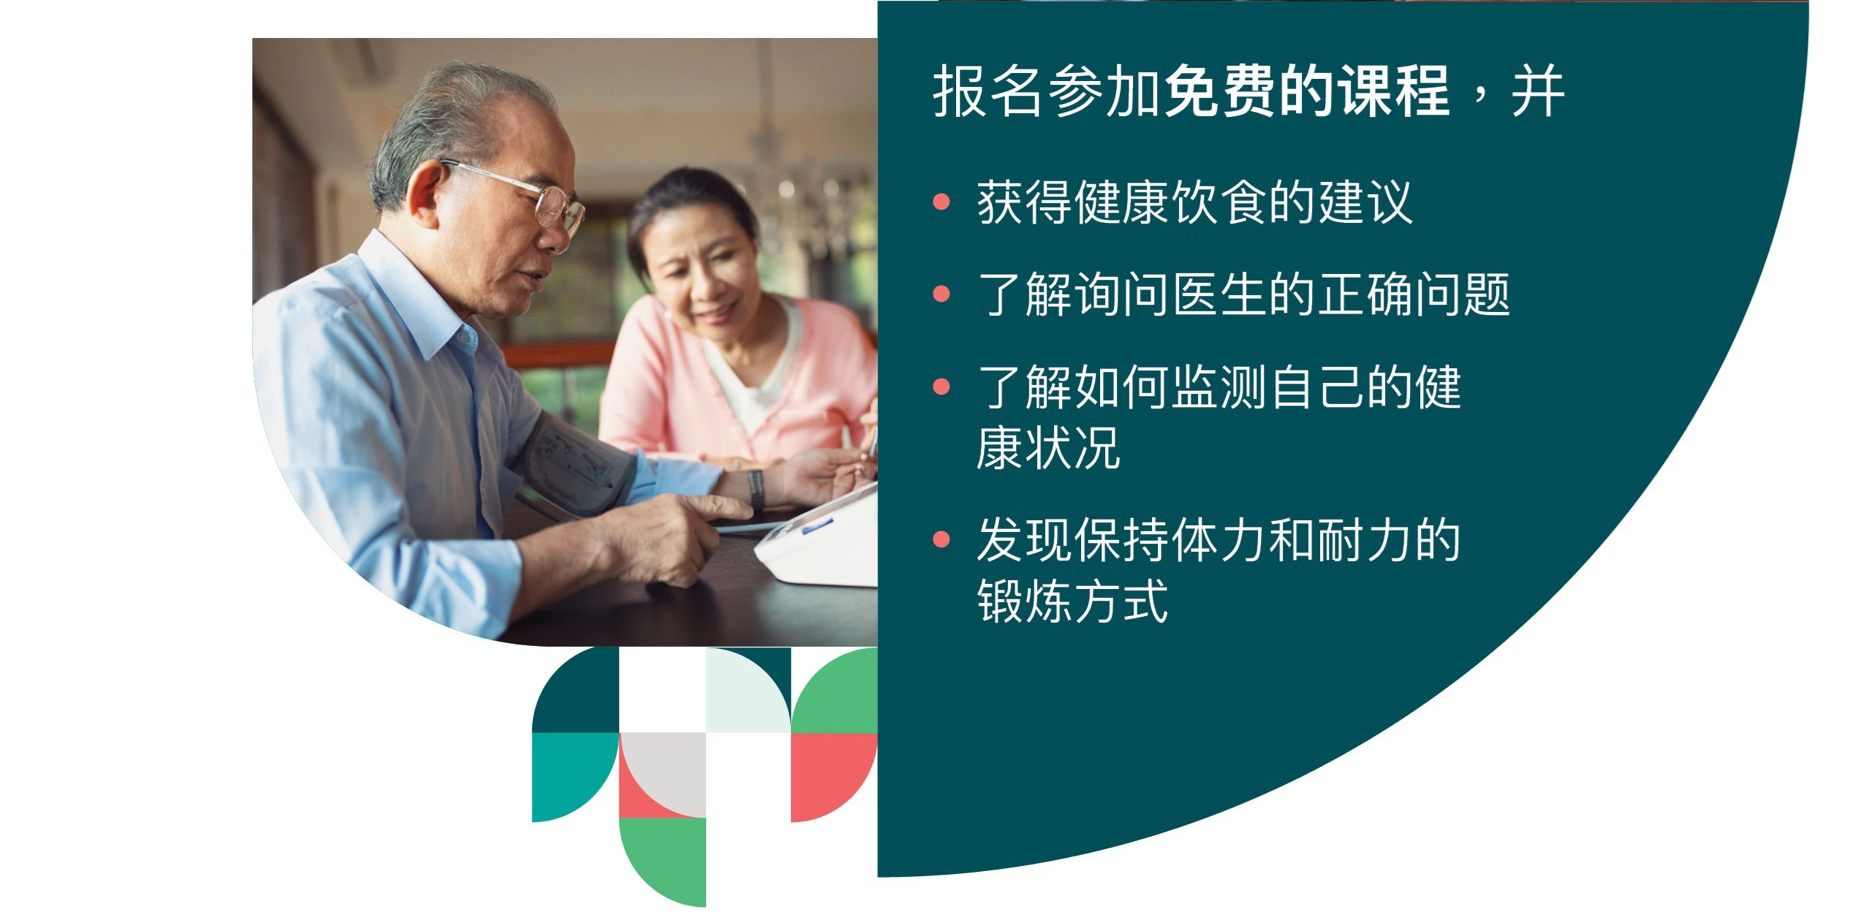 报名参加免费的课程，并
• 获得健康饮食的建议
• 了解询问医生的正确问题
• 了解如何监测自己的健
康状况
• 发现保持体力和耐力的
锻炼方式